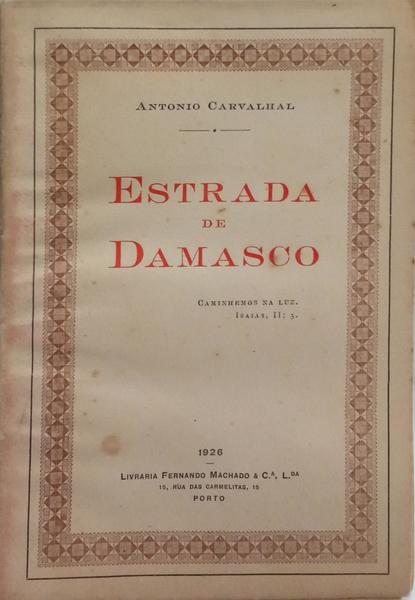 ANTONIO CARVALHAL
ESTRADA
DE
DAMASCO
CAMINHEMOS NA LUZ.
ISAIAS, II: 5.
1926
LIVRARIA FERNANDO MACHADO & C.ᴬ, L.ᴰᴬ
15, RUA DAS CARMELITAS, 15
PORTO